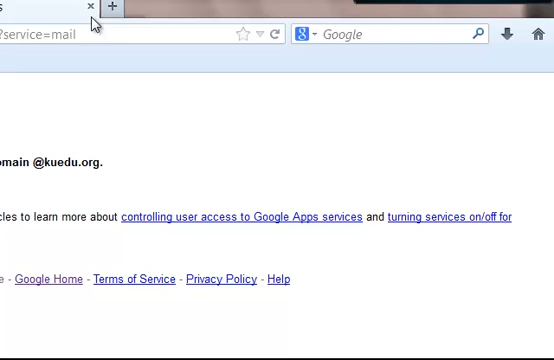 s
?service=mail
Google
omain @kuedu.org.
cles to learn more about controlling user access to Google Apps services and turning services on/off for
e - Google Home - Terms of Service - Privacy Policy - Help